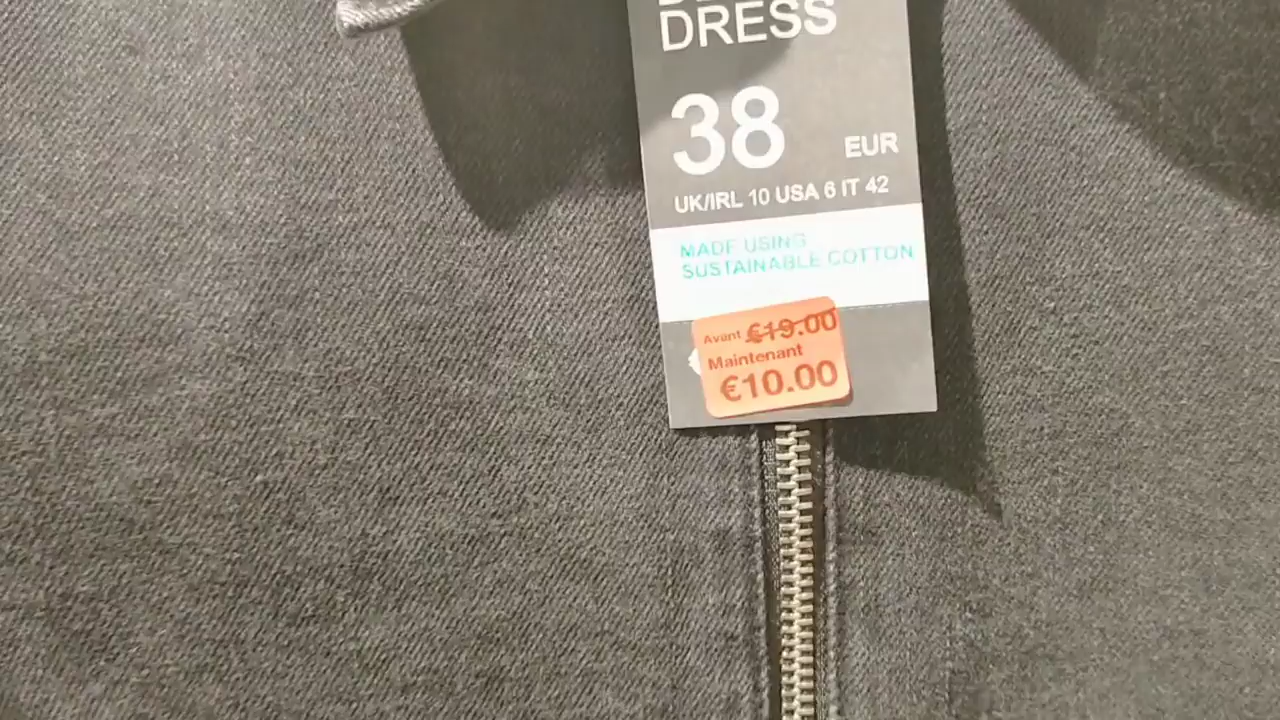 DRESS
38 EUR
UK/IRL 10 USA 6 IT 42
MADE USING
SUSTAINABLE COTTON
Avant €19.00
Maintenant
€10.00